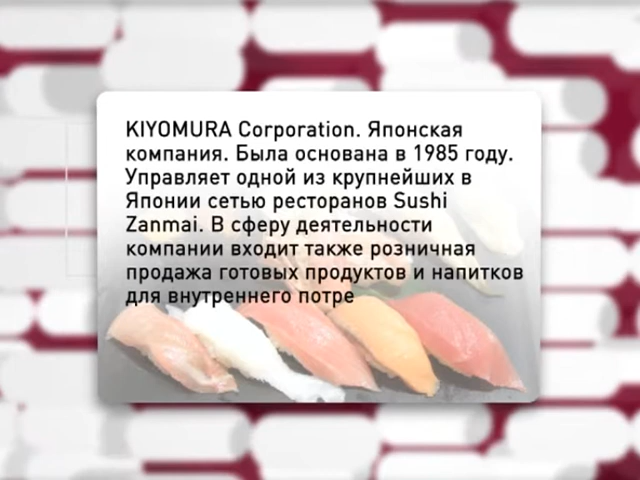 KIYOMURA Corporation. Японская
компания. Была основана в 1985 году.
Управляет одной из крупнейших в
Японии сетью ресторанов Sushi
Zanmai. В сферу деятельности
компании входит также розничная
продажа готовых продуктов и напитков
для внутреннего потре